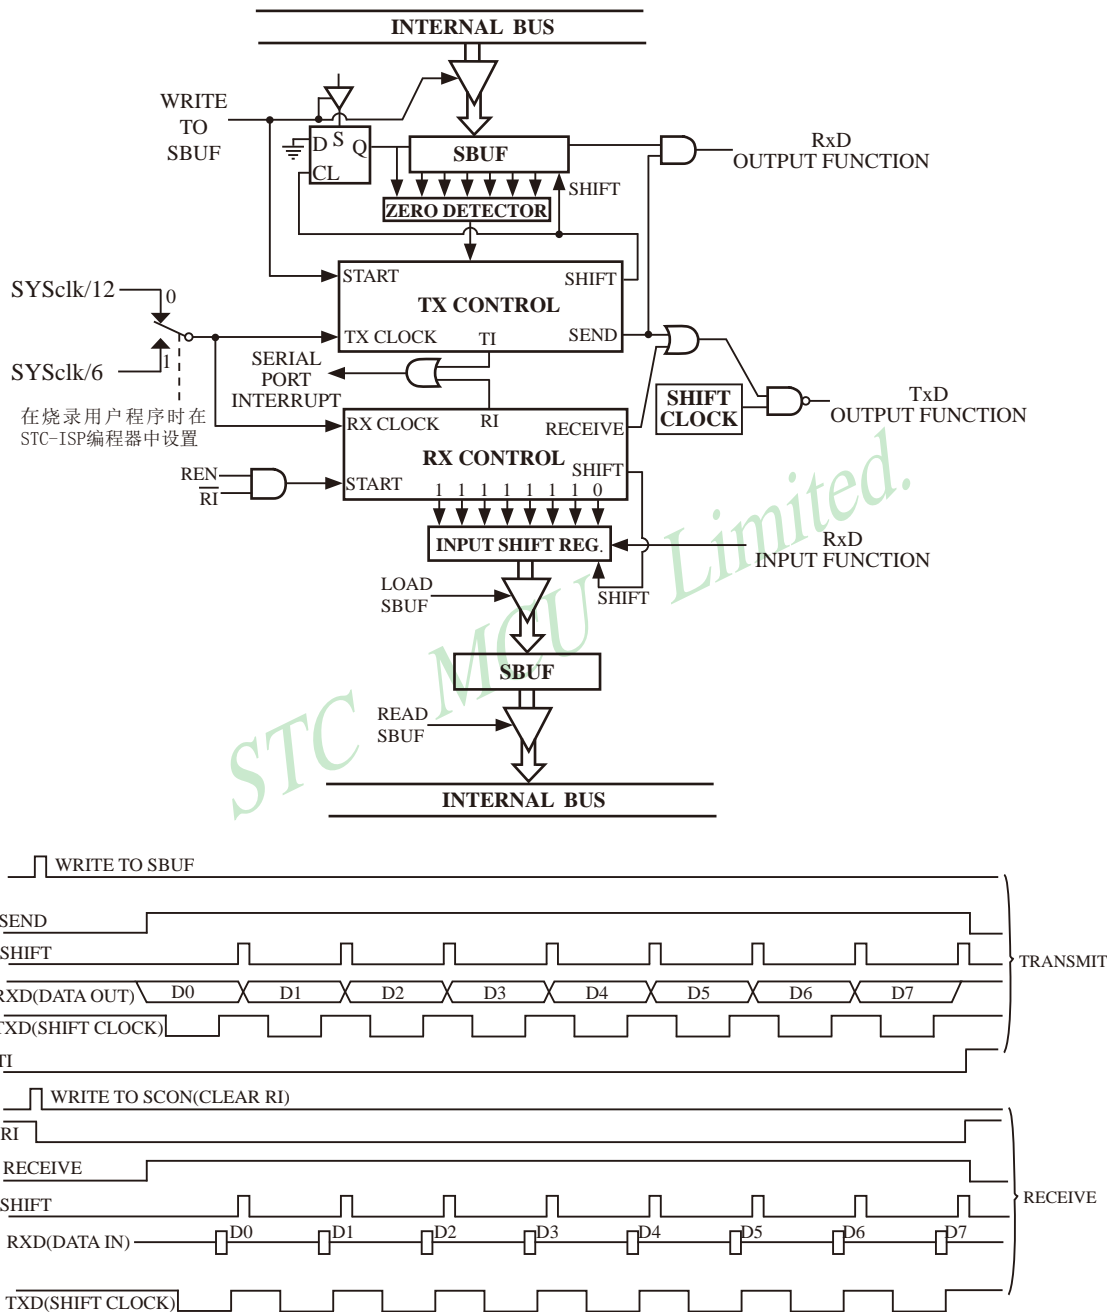 INTERNAL BUS
WRITE
TO
SBUF
D S Q
CL
SBUF
RxD
OUTPUT FUNCTION
SHIFT
ZERO DETECTOR
START
SHIFT
TX CONTROL
TX CLOCK
TI
SEND
SYSclk/12
0
SYSclk/6
1
在烧录用户程序时在
STC-ISP编程器中设置
SERIAL
PORT
INTERRUPT
SHIFT
CLOCK
TxD
OUTPUT FUNCTION
RX CLOCK
RI
RECEIVE
RX CONTROL
SHIFT
START
1 1 1 1 1 1 1 0
REN
R̅I̅
INPUT SHIFT REG.
RxD
INPUT FUNCTION
LOAD
SBUF
SHIFT
SBUF
READ
SBUF
INTERNAL BUS
STC MCU Limited.
WRITE TO SBUF
SEND
SHIFT
RXD(DATA OUT) D0 D1 D2 D3 D4 D5 D6 D7
TXD(SHIFT CLOCK)
TI
TRANSMIT
WRITE TO SCON(CLEAR RI)
RI
RECEIVE
SHIFT
RXD(DATA IN) D0 D1 D2 D3 D4 D5 D6 D7
TXD(SHIFT CLOCK)
RECEIVE